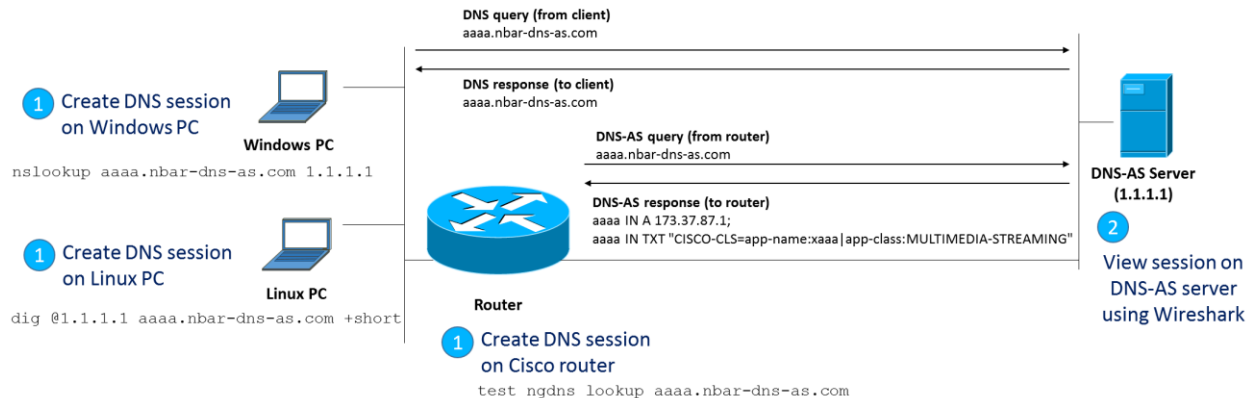 DNS query (from client)
aaaa.nbar-dns-as.com
DNS response (to client)
aaaa.nbar-dns-as.com
1 Create DNS session
on Windows PC
Windows PC
nslookup aaaa.nbar-dns-as.com 1.1.1.1
DNS-AS query (from router)
aaaa.nbar-dns-as.com
DNS-AS response (to router)
aaaa IN A 173.37.87.1;
aaaa IN TXT "CISCO-CLS=app-name:xaaa|app-class:MULTIMEDIA-STREAMING"
DNS-AS Server
(1.1.1.1)
2
View session on
DNS-AS server
using Wireshark
1 Create DNS session
on Linux PC
Linux PC
dig @1.1.1.1 aaaa.nbar-dns-as.com +short
Router
1 Create DNS session
on Cisco router
test ngdns lookup aaaa.nbar-dns-as.com